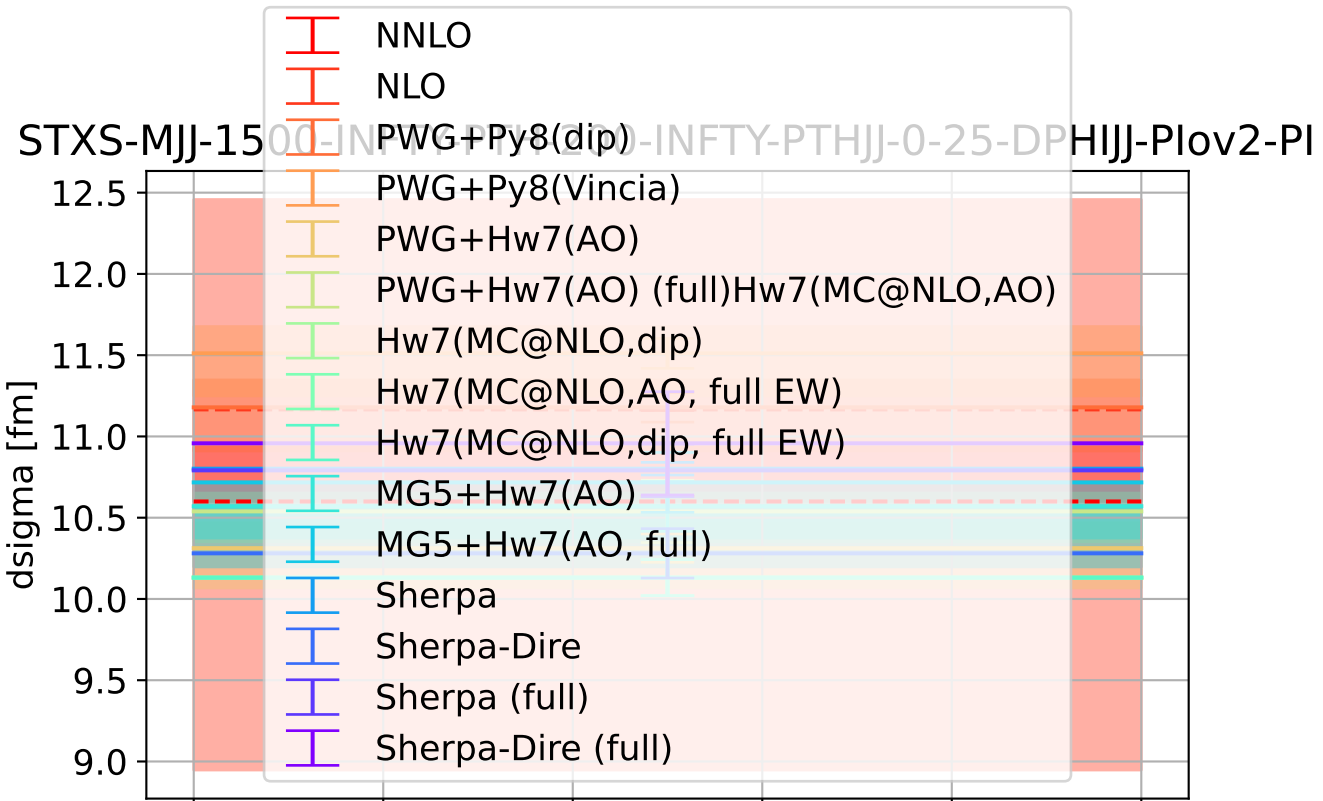 NNLO
NLO
STXS-MJJ-1500-INFTY-PTH-200-INFTY-PTHJJ-0-25-DPHIJJ-PIov2-PI
PWG+Py8(dip)
PWG+Py8(Vincia)
PWG+Hw7(AO)
PWG+Hw7(AO) (full)Hw7(MC@NLO,AO)
Hw7(MC@NLO,dip)
Hw7(MC@NLO,AO, full EW)
Hw7(MC@NLO,dip, full EW)
MG5+Hw7(AO)
MG5+Hw7(AO, full)
Sherpa
Sherpa-Dire
Sherpa (full)
Sherpa-Dire (full)
dsigma [fm]
12.5
12.0
11.5
11.0
10.5
10.0
9.5
9.0